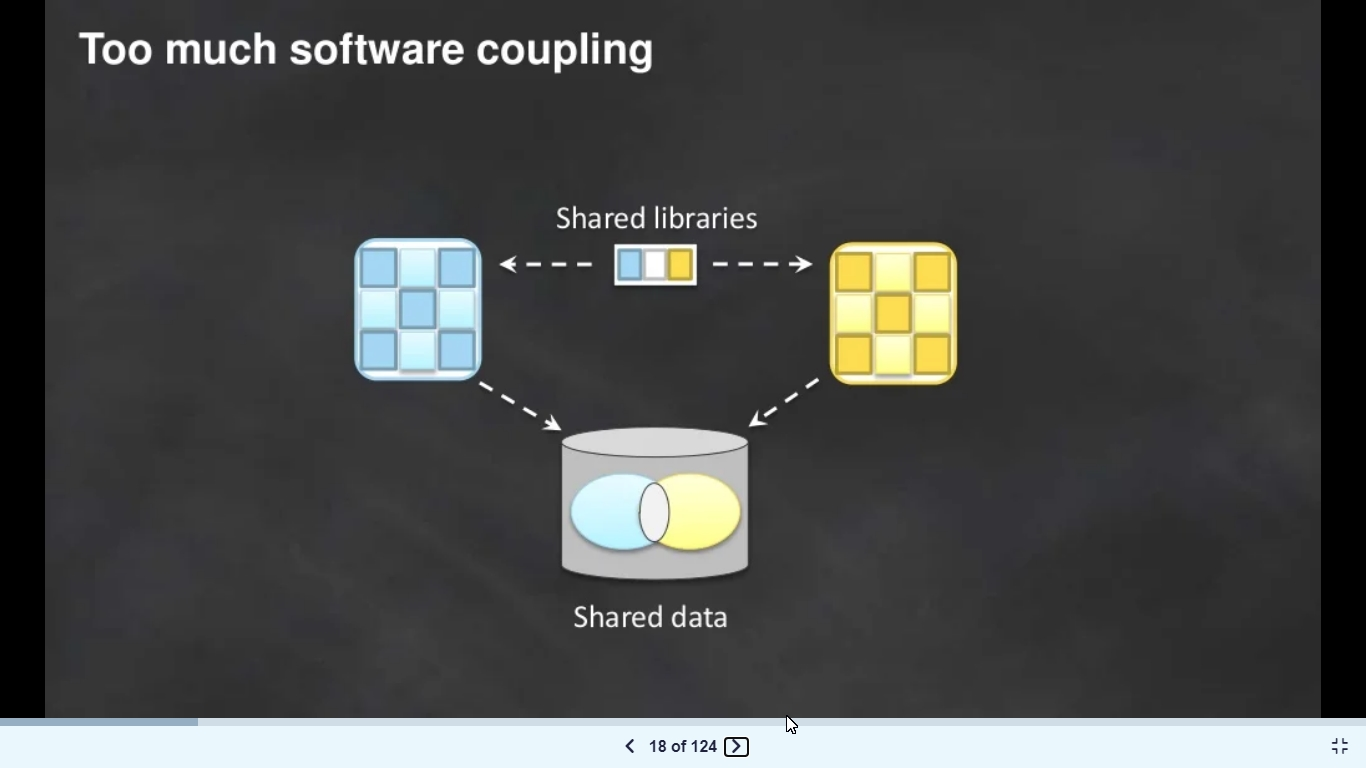 Too much software coupling
Shared libraries
Shared data
18 of 124